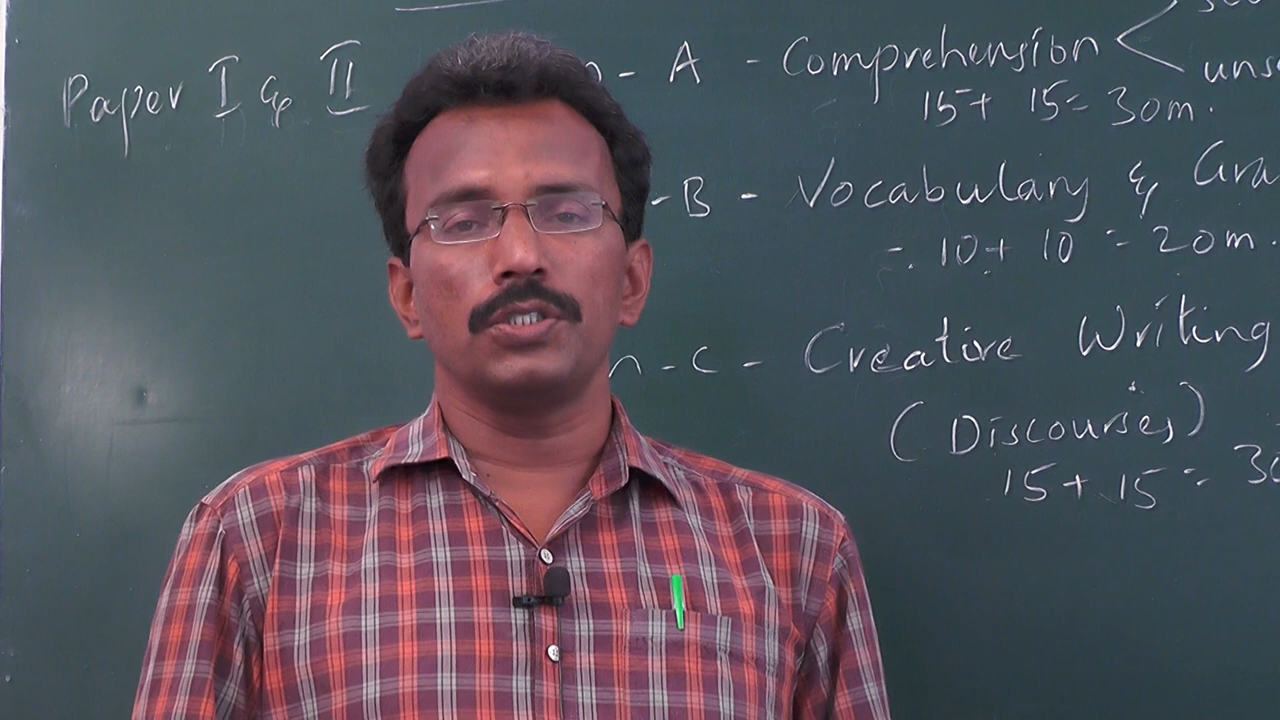 Paper I & II - A - Comprehension
15 + 15 = 30m.
- B - Vocabulary &
= 10 + 10 = 20m.
- C - Creative Writing
(Discourses)
15 + 15 =